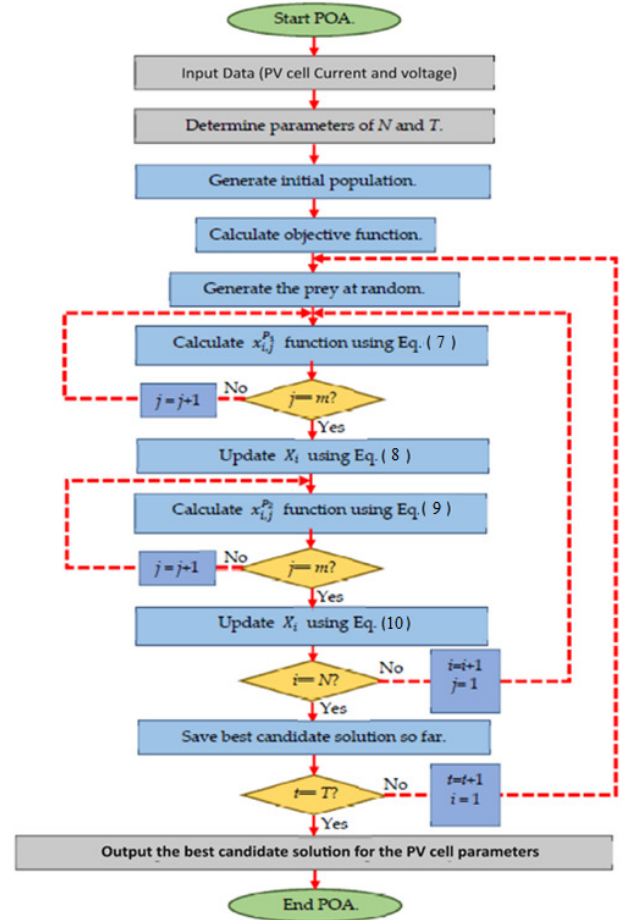 Start POA.
Input Data (PV cell Current and voltage)
Determine parameters of N and T.
Generate initial population.
Calculate objective function.
Generate the prey at random.
Calculate $x_{i,j}^{P_1}$ function using Eq. ( 7 )
j = j+1
No
j== m?
Yes
Update $X_i$ using Eq. ( 8 )
Calculate $x_{i,j}^{P_2}$ function using Eq.( 9 )
j = j+1
No
j== m?
Yes
Update $X_i$ using Eq. (10)
i== N?
No
i=i+1
j= 1
Yes
Save best candidate solution so far.
t== T?
No
t=t+1
i = 1
Yes
Output the best candidate solution for the PV cell parameters
End POA.